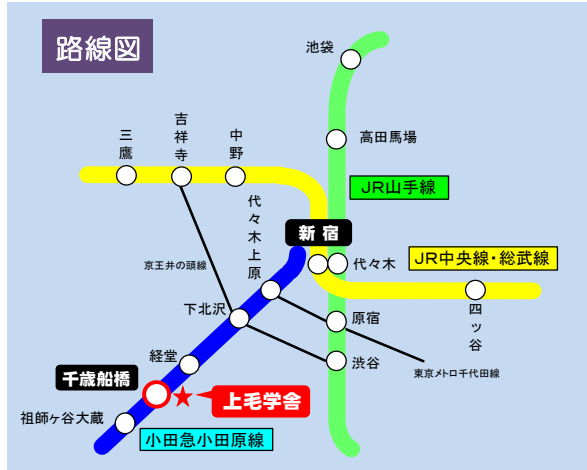 路線図
池袋
高田馬場
三鷹
吉祥寺
中野
代々木上原
JR山手線
新宿
代々木
JR中央線・総武線
京王井の頭線
下北沢
原宿
四ッ谷
経堂
渋谷
東京メトロ千代田線
千歳船橋
上毛学舎
祖師ヶ谷大蔵
小田急小田原線